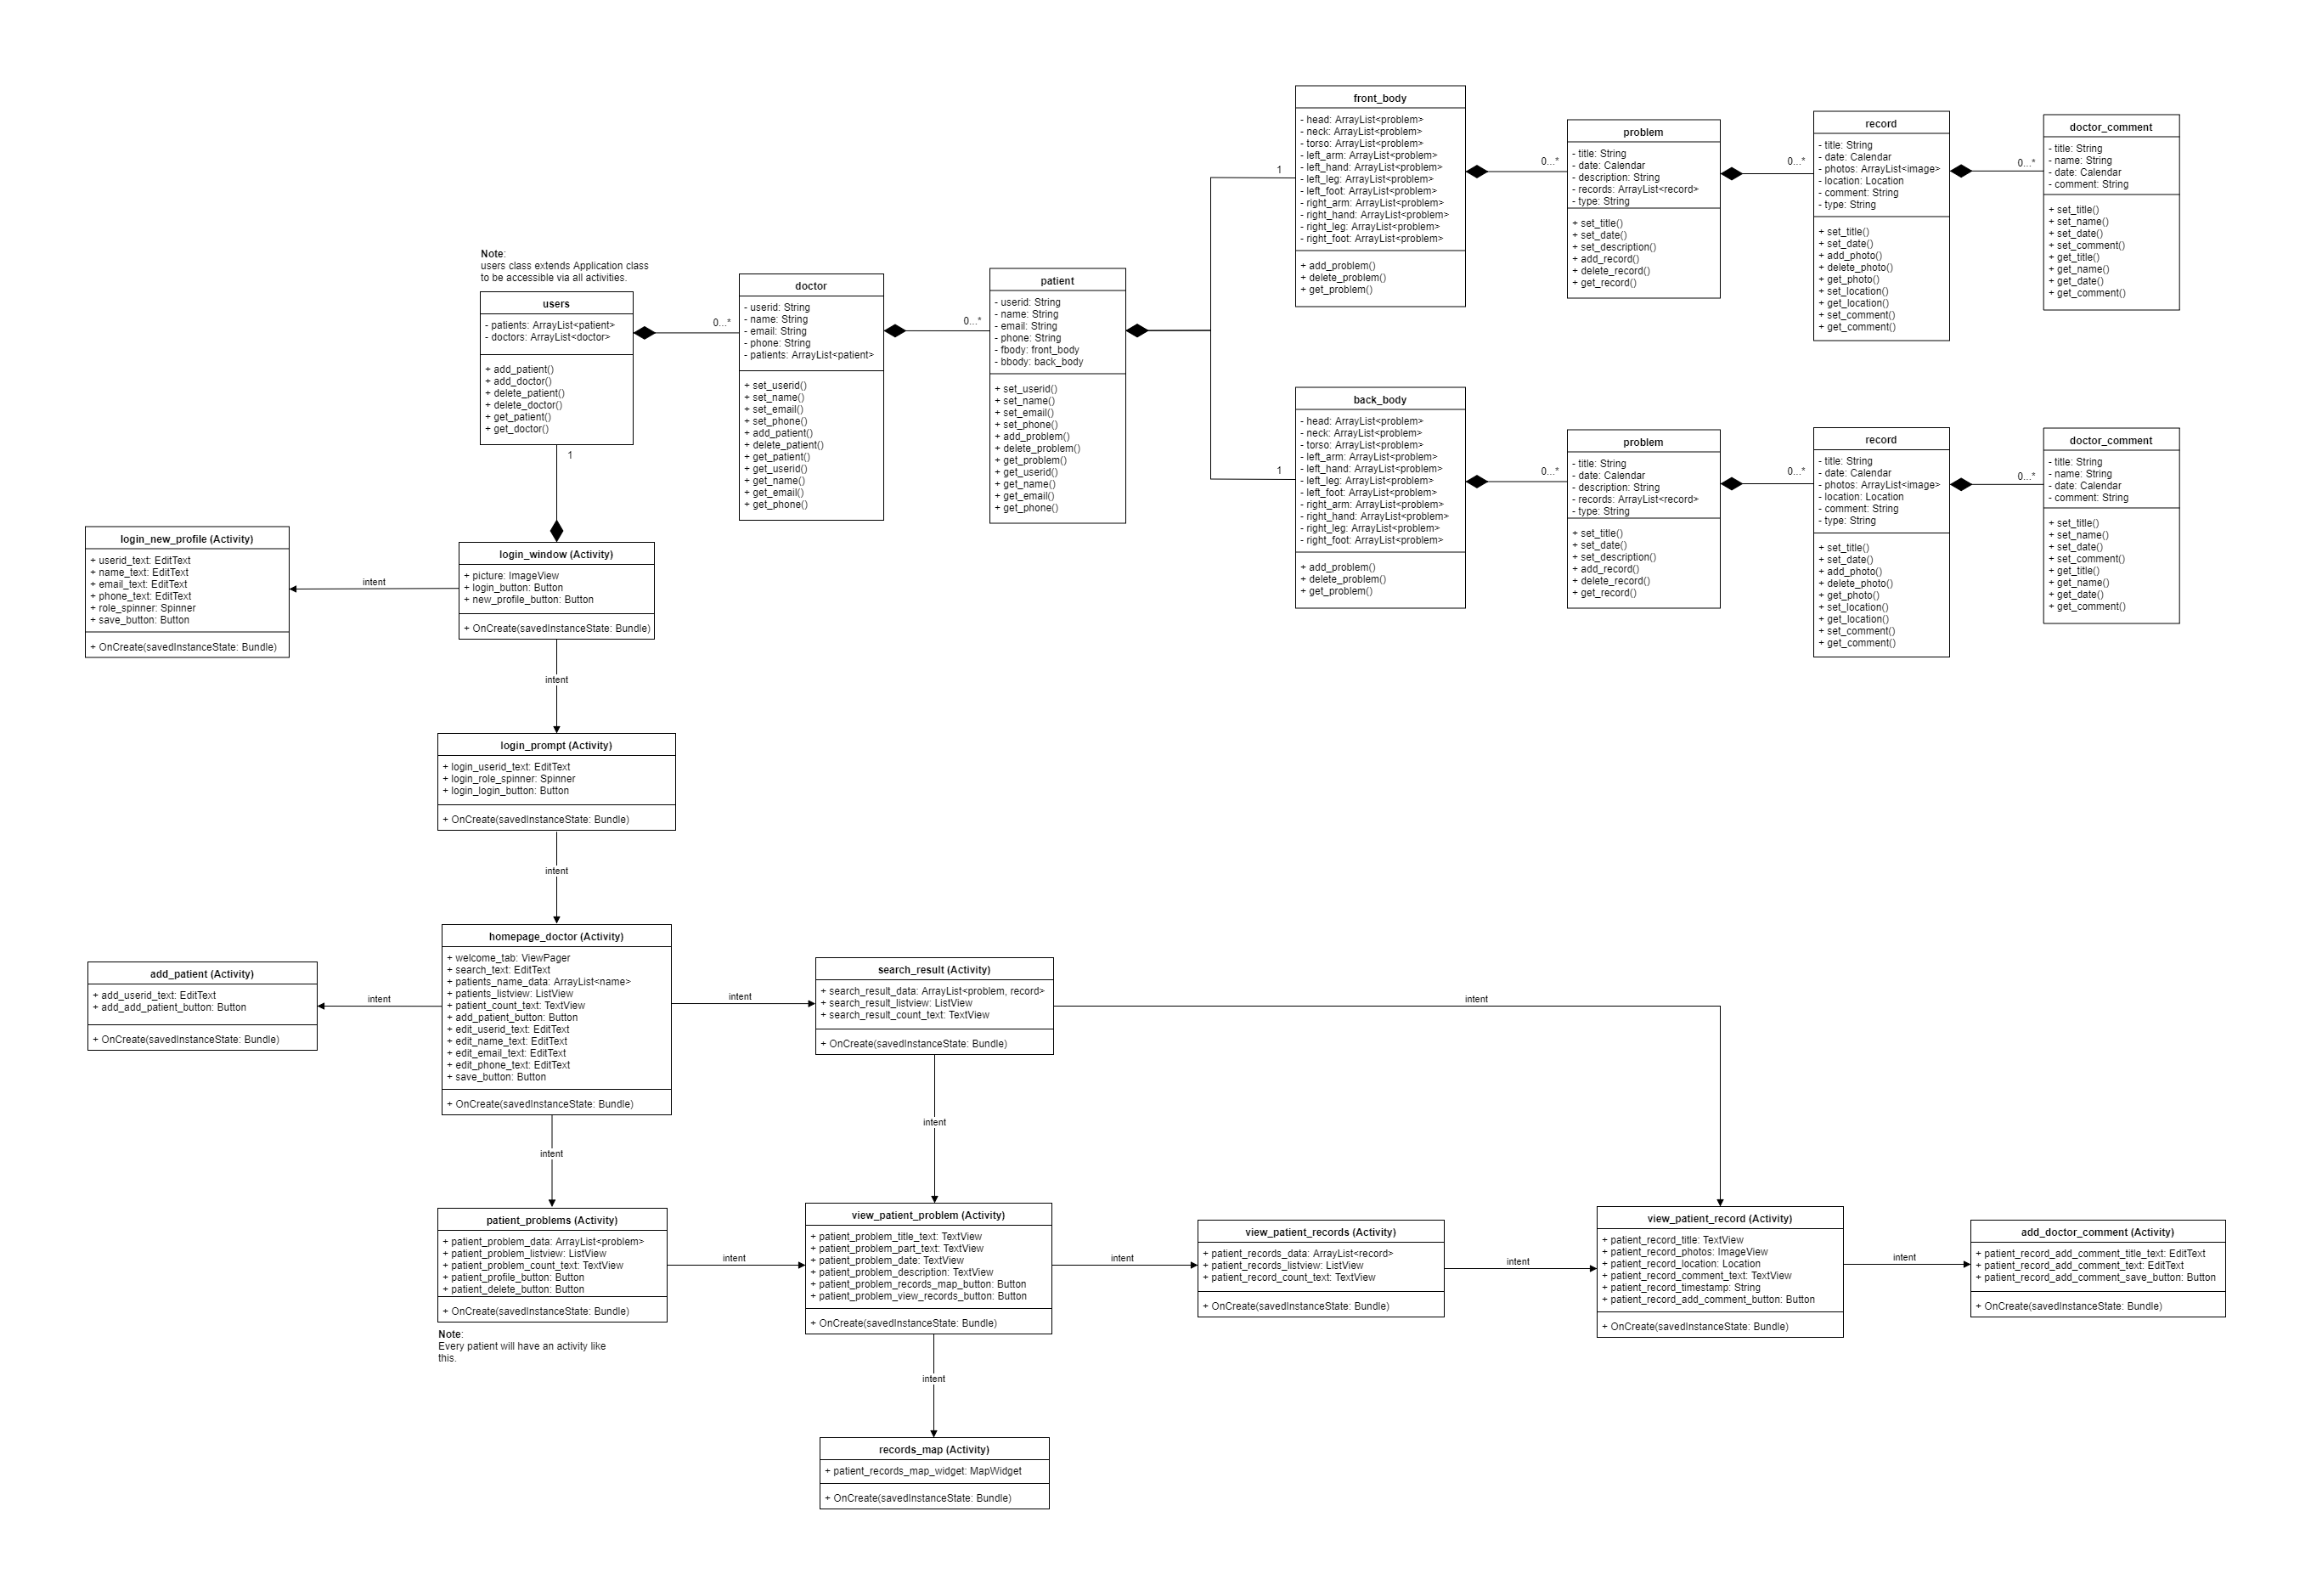 front_body
- head: ArrayList<problem>
- neck: ArrayList<problem>
- torso: ArrayList<problem>
- left_arm: ArrayList<problem>
- left_hand: ArrayList<problem>
- left_leg: ArrayList<problem>
- left_foot: ArrayList<problem>
- right_arm: ArrayList<problem>
- right_hand: ArrayList<problem>
- right_leg: ArrayList<problem>
- right_foot: ArrayList<problem>
+ add_problem()
+ delete_problem()
+ get_problem()
0...*
problem
- title: String
- date: Calendar
- description: String
- records: ArrayList<record>
- type: String
+ set_title()
+ set_date()
+ set_description()
+ add_record()
+ delete_record()
+ get_record()
0...*
record
- title: String
- date: Calendar
- photos: ArrayList<image>
- location: Location
- comment: String
- type: String
+ set_title()
+ set_date()
+ add_photo()
+ delete_photo()
+ get_photo()
+ set_location()
+ get_location()
+ set_comment()
+ get_comment()
0...*
doctor_comment
- title: String
- name: String
- date: Calendar
- comment: String
+ set_title()
+ set_name()
+ set_date()
+ set_comment()
+ get_title()
+ get_name()
+ get_date()
+ get_comment()
Note:
users class extends Application class
to be accessible via all activities.
users
- patients: ArrayList<patient>
- doctors: ArrayList<doctor>
+ add_patient()
+ add_doctor()
+ delete_patient()
+ delete_doctor()
+ get_patient()
+ get_doctor()
0...*
doctor
- userid: String
- name: String
- email: String
- phone: String
- patients: ArrayList<patient>
+ set_userid()
+ set_name()
+ set_email()
+ set_phone()
+ add_patient()
+ delete_patient()
+ get_patient()
+ get_userid()
+ get_name()
+ get_email()
+ get_phone()
0...*
patient
- userid: String
- name: String
- email: String
- phone: String
- fbody: front_body
- bbody: back_body
+ set_userid()
+ set_name()
+ set_email()
+ set_phone()
+ add_problem()
+ delete_problem()
+ get_problem()
+ get_userid()
+ get_name()
+ get_email()
+ get_phone()
1
1
back_body
- head: ArrayList<problem>
- neck: ArrayList<problem>
- torso: ArrayList<problem>
- left_arm: ArrayList<problem>
- left_hand: ArrayList<problem>
- left_leg: ArrayList<problem>
- left_foot: ArrayList<problem>
- right_arm: ArrayList<problem>
- right_hand: ArrayList<problem>
- right_leg: ArrayList<problem>
- right_foot: ArrayList<problem>
+ add_problem()
+ delete_problem()
+ get_problem()
0...*
problem
- title: String
- date: Calendar
- description: String
- records: ArrayList<record>
- type: String
+ set_title()
+ set_date()
+ set_description()
+ add_record()
+ delete_record()
+ get_record()
0...*
record
- title: String
- date: Calendar
- photos: ArrayList<image>
- location: Location
- comment: String
- type: String
+ set_title()
+ set_date()
+ add_photo()
+ delete_photo()
+ get_photo()
+ set_location()
+ get_location()
+ set_comment()
+ get_comment()
0...*
doctor_comment
- title: String
- name: String
- date: Calendar
- comment: String
+ set_title()
+ set_name()
+ set_date()
+ set_comment()
+ get_title()
+ get_name()
+ get_date()
+ get_comment()
1
login_new_profile (Activity)
+ userid_text: EditText
+ name_text: EditText
+ email_text: EditText
+ phone_text: EditText
+ role_spinner: Spinner
+ save_button: Button
+ OnCreate(savedInstanceState: Bundle)
intent
login_window (Activity)
+ picture: ImageView
+ login_button: Button
+ new_profile_button: Button
+ OnCreate(savedInstanceState: Bundle)
intent
login_prompt (Activity)
+ login_userid_text: EditText
+ login_role_spinner: Spinner
+ login_login_button: Button
+ OnCreate(savedInstanceState: Bundle)
intent
add_patient (Activity)
+ add_userid_text: EditText
+ add_add_patient_button: Button
+ OnCreate(savedInstanceState: Bundle)
intent
homepage_doctor (Activity)
+ welcome_tab: ViewPager
+ search_text: EditText
+ patients_name_data: ArrayList<name>
+ patients_listview: ListView
+ patient_count_text: TextView
+ add_patient_button: Button
+ edit_userid_text: EditText
+ edit_name_text: EditText
+ edit_email_text: EditText
+ edit_phone_text: EditText
+ save_button: Button
+ OnCreate(savedInstanceState: Bundle)
intent
search_result (Activity)
+ search_result_data: ArrayList<problem, record>
+ search_result_listview: ListView
+ search_result_count_text: TextView
+ OnCreate(savedInstanceState: Bundle)
intent
intent
intent
patient_problems (Activity)
+ patient_problem_data: ArrayList<problem>
+ patient_problem_listview: ListView
+ patient_problem_count_text: TextView
+ patient_profile_button: Button
+ patient_delete_button: Button
+ OnCreate(savedInstanceState: Bundle)
Note:
Every patient will have an activity like
this.
intent
view_patient_problem (Activity)
+ patient_problem_title_text: TextView
+ patient_problem_part_text: TextView
+ patient_problem_date: TextView
+ patient_problem_description: TextView
+ patient_problem_records_map_button: Button
+ patient_problem_view_records_button: Button
+ OnCreate(savedInstanceState: Bundle)
intent
view_patient_records (Activity)
+ patient_records_data: ArrayList<record>
+ patient_records_listview: ListView
+ patient_record_count_text: TextView
+ OnCreate(savedInstanceState: Bundle)
intent
view_patient_record (Activity)
+ patient_record_title: TextView
+ patient_record_photos: ImageView
+ patient_record_location: Location
+ patient_record_comment_text: TextView
+ patient_record_timestamp: String
+ patient_record_add_comment_button: Button
+ OnCreate(savedInstanceState: Bundle)
intent
add_doctor_comment (Activity)
+ patient_record_add_comment_title_text: EditText
+ patient_record_add_comment_text: EditText
+ patient_record_add_comment_save_button: Button
+ OnCreate(savedInstanceState: Bundle)
intent
records_map (Activity)
+ patient_records_map_widget: MapWidget
+ OnCreate(savedInstanceState: Bundle)